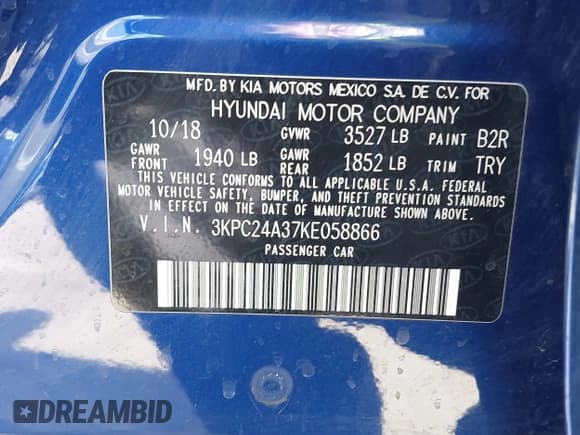 MFD. BY KIA MOTORS MEXICO S.A. DE C.V. FOR
HYUNDAI MOTOR COMPANY
10/18 GVWR 3527 LB PAINT B2R
GAWR FRONT 1940 LB GAWR REAR 1852 LB TRIM TRY
THIS VEHICLE CONFORMS TO ALL APPLICABLE U.S.A. FEDERAL
MOTOR VEHICLE SAFETY, BUMPER, AND THEFT PREVENTION STANDARDS
IN EFFECT ON THE DATE OF MANUFACTURE SHOWN ABOVE.
V.I.N. 3KPC24A37KE058866
PASSENGER CAR
DREAMBID